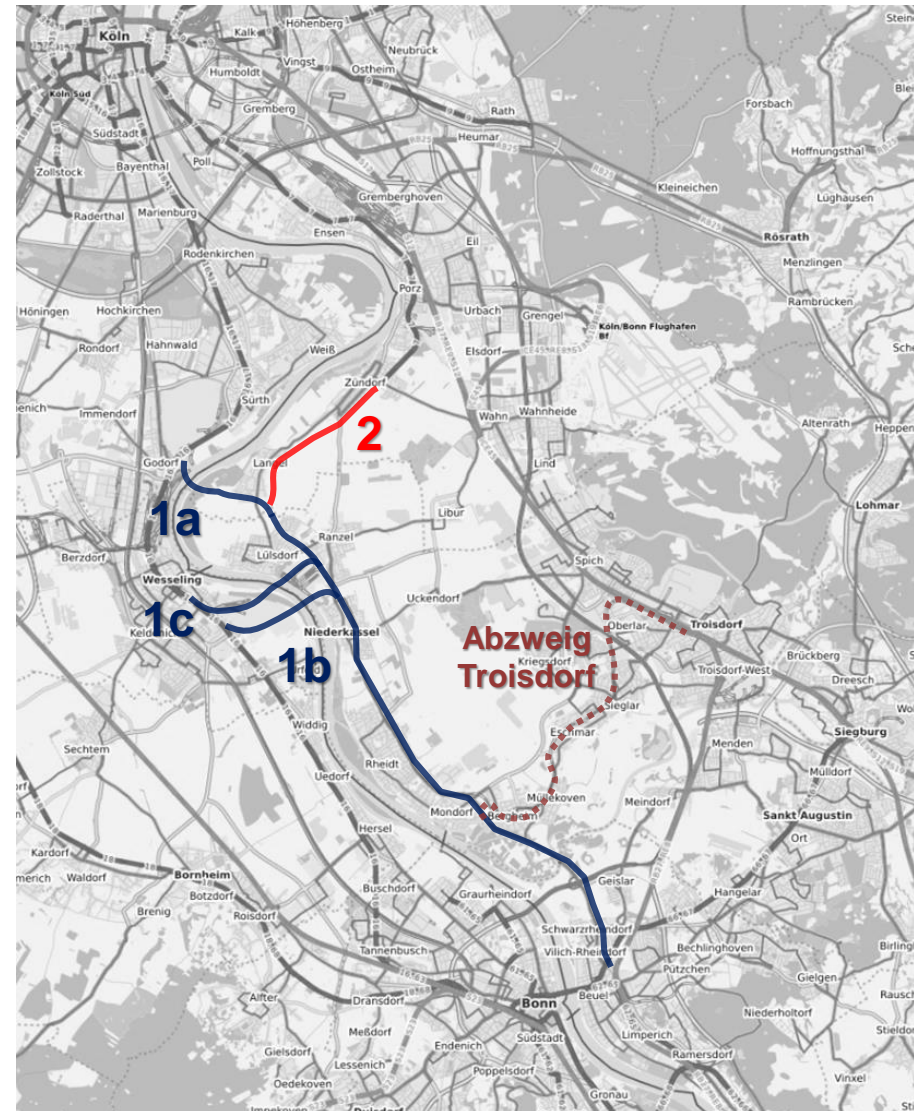 Höhenberg
Köln
Kalk
Neubrück
Vingst
Ostheim
Humboldt
Köln Süd
Gremberg
Rath
Forsbach
Südstadt
Heumar
Hoffnungsthal
Zollstock
Bayenthal
Poll
Kleineichen
Gremberghoven
Lüghausen
Raderthal
Marienburg
Ensen
Eil
Rösrath
Rodenkirchen
Menzlingen
Porz
Höningen
Hochkirchen
Urbach
Grengel
Rambrücken
Köln/Bonn Flughafen
Bf
Rondorf
Hahnwald
Weiß
Elsdorf
Zündorf
Sürth
Wahn
Wahnheide
Immendorf
Altenrath
2
Godorf
Lind
Lohmar
1a
Libur
Ranzel
Berzdorf
Lülsdorf
Spich
Wesseling
Uckendorf
1c
Niederkassel
Oberlar
Troisdorf
Abzweig
Troisdorf
Kriegsdorf
Brückberg
1b
Troisdorf-West
Dreesch
Sieglar
Widdig
Eschmar
Siegburg
Sechtem
Menden
Rheidt
Mülldorf
Uedorf
Müllekoven
Meindorf
Mondorf
Bergheim
Sankt Augustin
Hersel
Ort
Kardorf
Waldorf
Bornheim
Geislar
Botzdorf
Buschdorf
Graurheindorf
Hangelar
Brenig
Roisdorf
Schwarzrheindorf
Tannenbusch
Vilich-Rheindorf
Bechlinghoven
Pützchen
Gielgen
Alfter
Dransdorf
Bonn
Beuel
Niederholtorf
Meßdorf
Südstadt
Limperich
Gielsdorf
Endenich
Lessenich
Ramersdorf
Poppelsdorf
Oedekoven
Vinxel
Gronau